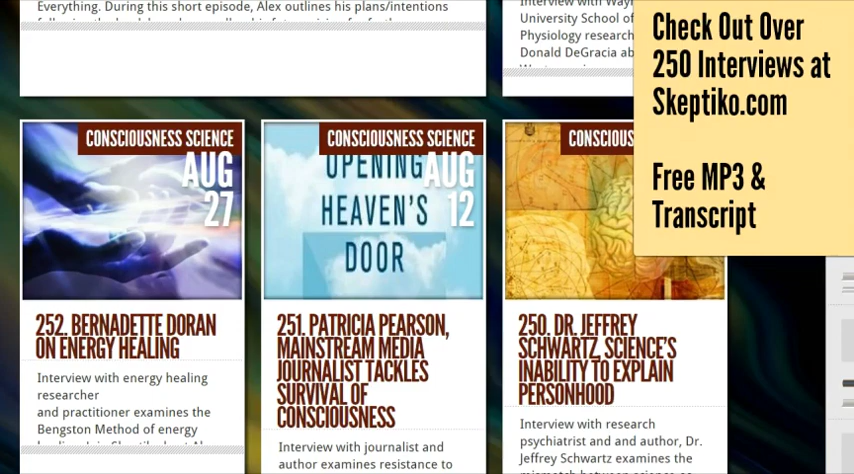 Everything. During this short episode, Alex outlines his plans/intentions
Interview with Wayn
University School of
Physiology research
Donald DeGracia ab
Check Out Over
250 Interviews at
Skeptiko.com
Free MP3 &
Transcript
CONSCIOUSNESS SCIENCE
AUG
27
252. BERNADETTE DORAN
ON ENERGY HEALING
Interview with energy healing
researcher
and practitioner examines the
Bengston Method of energy
CONSCIOUSNESS SCIENCE
AUG
12
OPENING
HEAVEN'S
DOOR
251. PATRICIA PEARSON,
MAINSTREAM MEDIA
JOURNALIST TACKLES
SURVIVAL OF
CONSCIOUSNESS
Interview with journalist and
author examines resistance to
CONSCIOUS
250. DR. JEFFREY
SCHWARTZ, SCIENCE'S
INABILITY TO EXPLAIN
PERSONHOOD
Interview with research
psychiatrist and and author, Dr.
Jeffrey Schwartz examines the